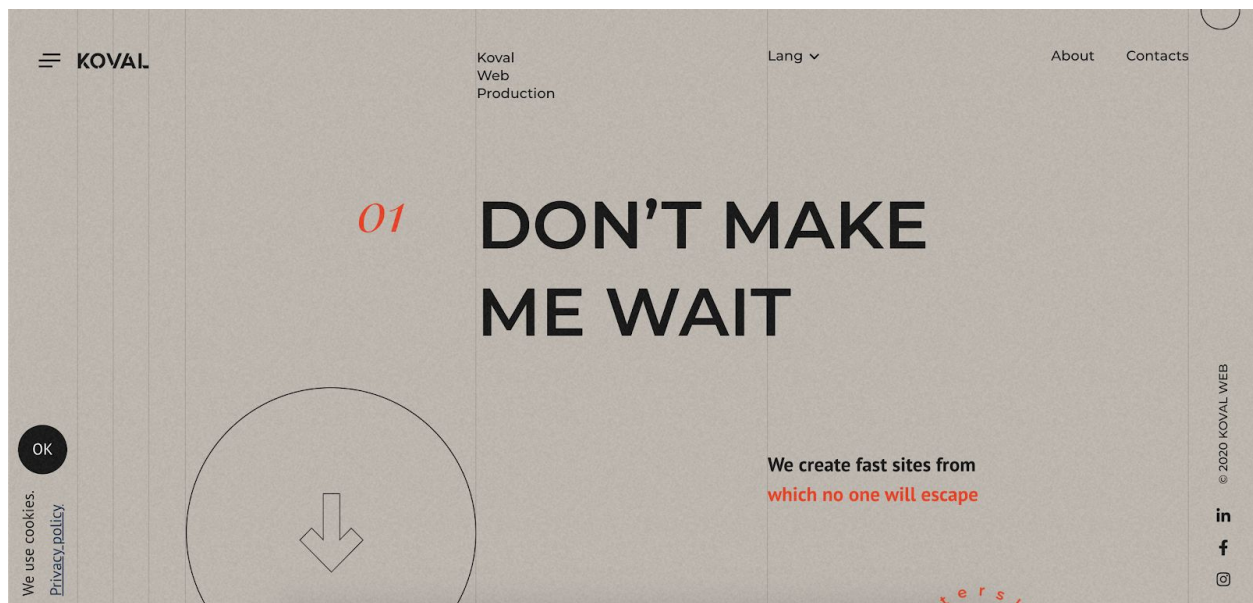 KOVAL
Koval
Web
Production
Lang
About
Contacts
01
DON’T MAKE
ME WAIT
We create fast sites from
which no one will escape
OK
We use cookies.
Privacy policy
© 2020 KOVAL WEB
in
f